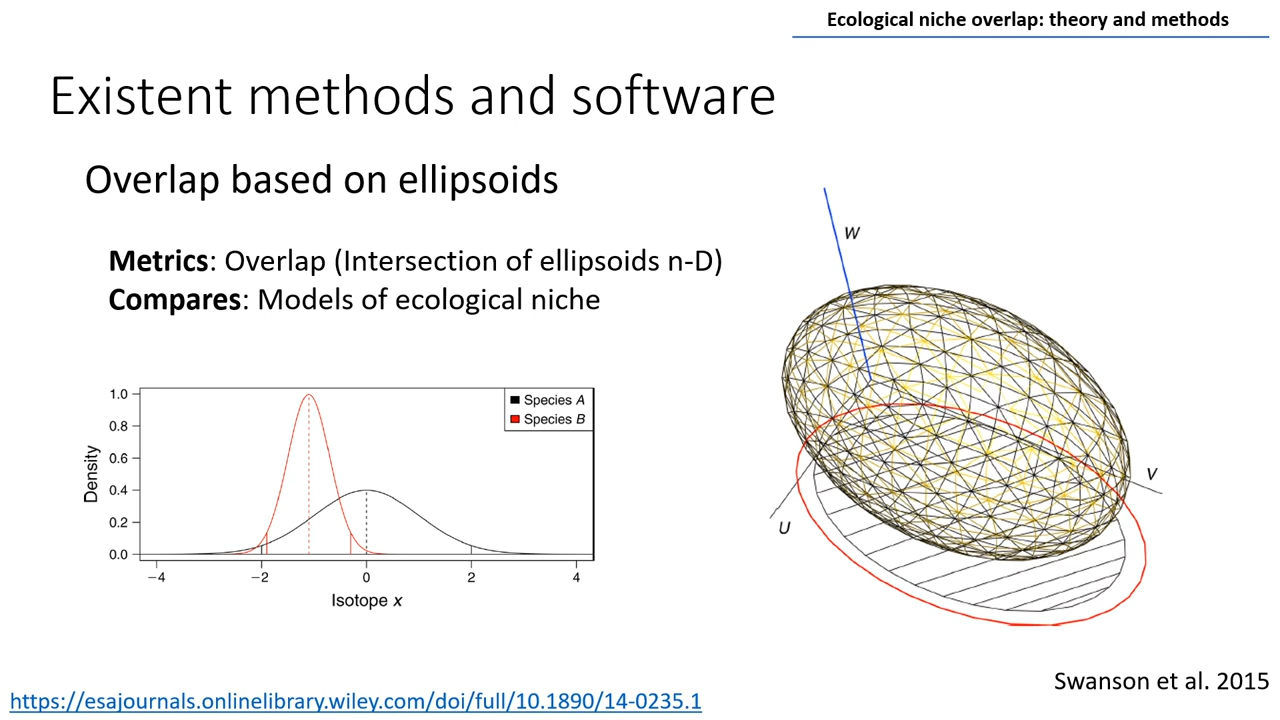 Ecological niche overlap: theory and methods
Existent methods and software
Overlap based on ellipsoids
Metrics: Overlap (Intersection of ellipsoids n-D)
Compares: Models of ecological niche
Species A
Species B
Density
1.0
0.8
0.6
0.4
0.2
0.0
−4
−2
0
2
4
Isotope x
W
V
U
Swanson et al. 2015
https://esajournals.onlinelibrary.wiley.com/doi/full/10.1890/14-0235.1